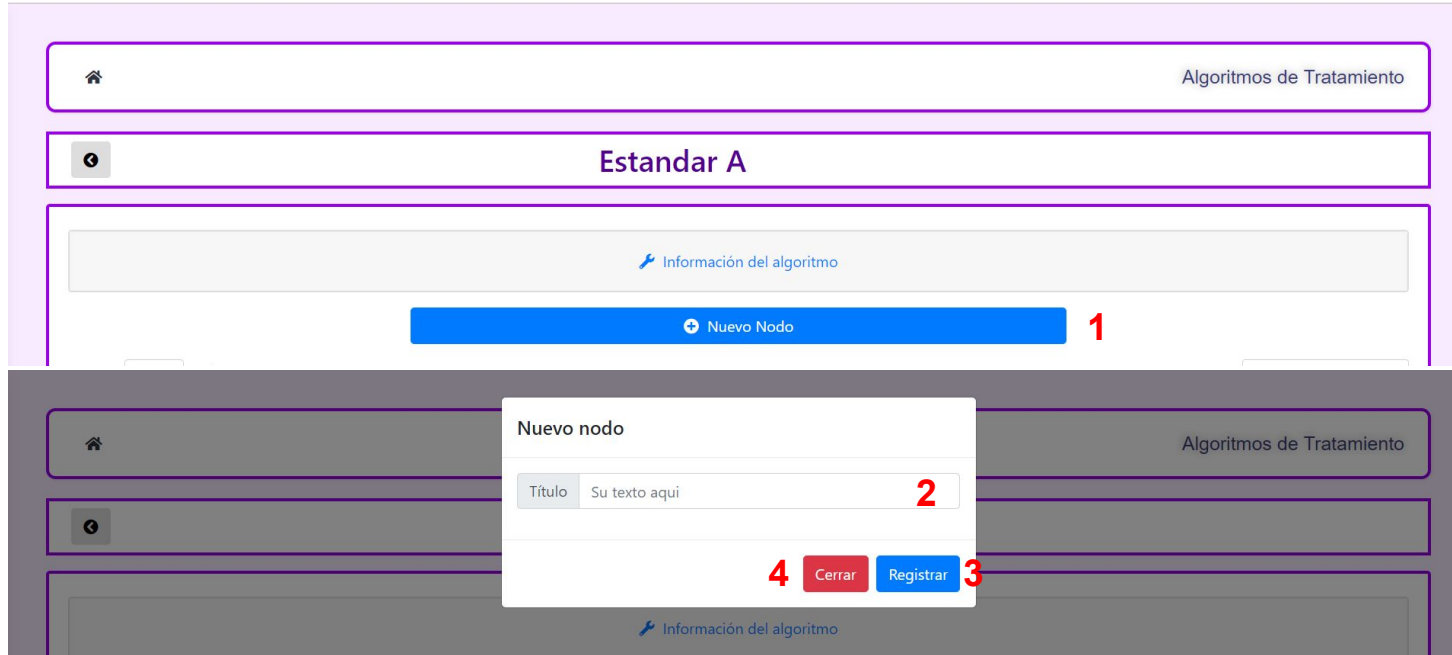 Algoritmos de Tratamiento
Estandar A
Información del algoritmo
Nuevo Nodo 1
Nuevo nodo
Algoritmos de Tratamiento
Título Su texto aqui 2
4 Cerrar Registrar 3
Información del algoritmo